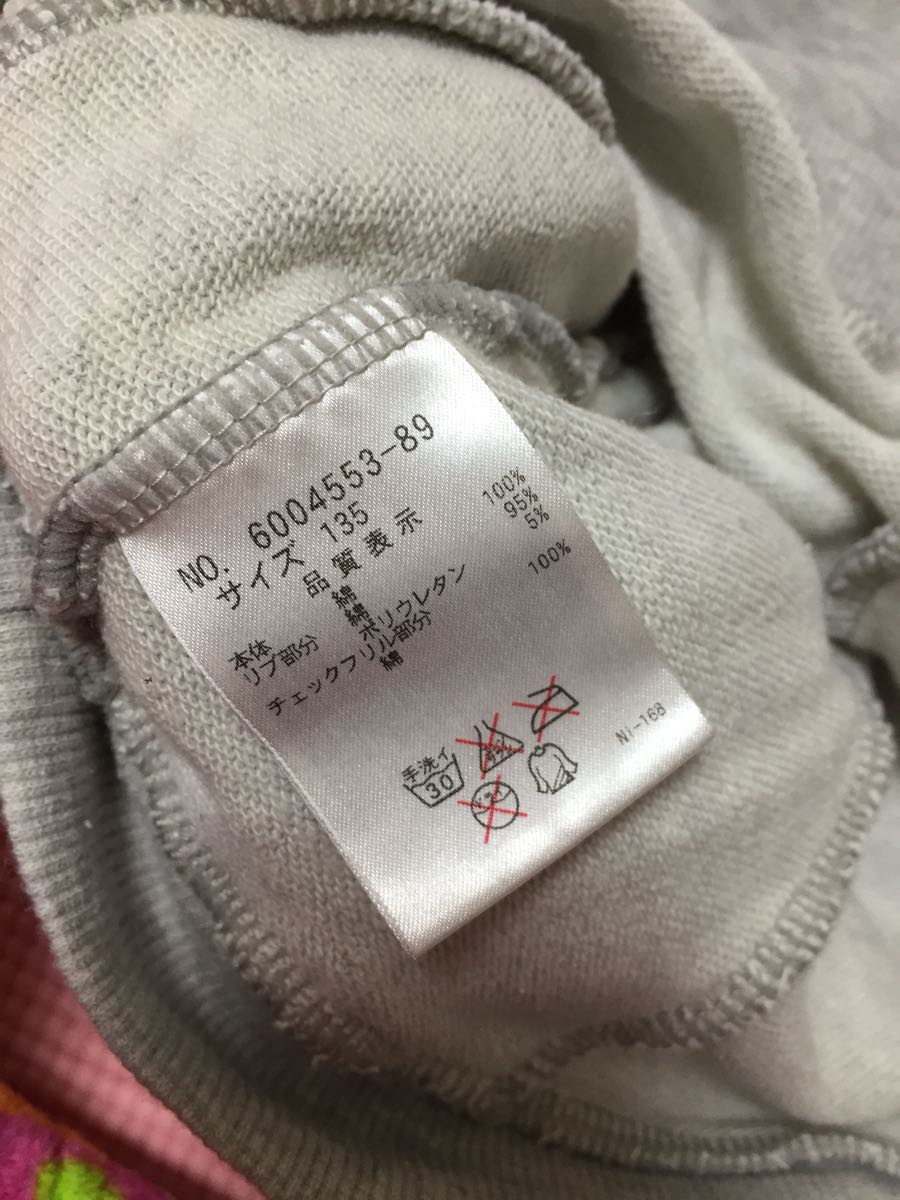 NO. 6004553-89
サイズ 135
品質表示
本体 綿 100%
リブ部分 綿 95%
ポリウレタン 5%
チェックフリル部分
綿 100%
手洗イ
30
NI-168